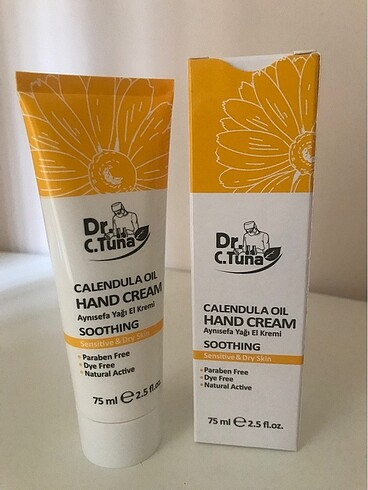 Dr.
C.Tuna
CALENDULA OIL
HAND CREAM
Aynısefa Yağı El Kremi
SOOTHING
Sensitive & Dry Skin
• Paraben Free
• Dye Free
• Natural Active
75 ml ℮ 2.5 fl.oz.
Dr.
C.Tuna
CALENDULA OIL
HAND CREAM
Aynısefa Yağı El Kremi
SOOTHING
Sensitive & Dry Skin
• Paraben Free
• Dye Free
• Natural Active
75 ml ℮ 2.5 fl.oz.